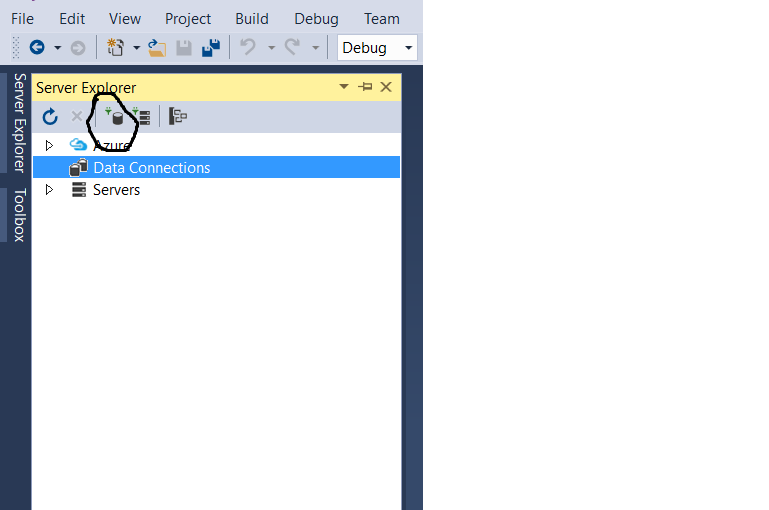 File Edit View Project Build Debug Team
Debug
Server Explorer
Toolbox
Server Explorer
Azure
Data Connections
Servers